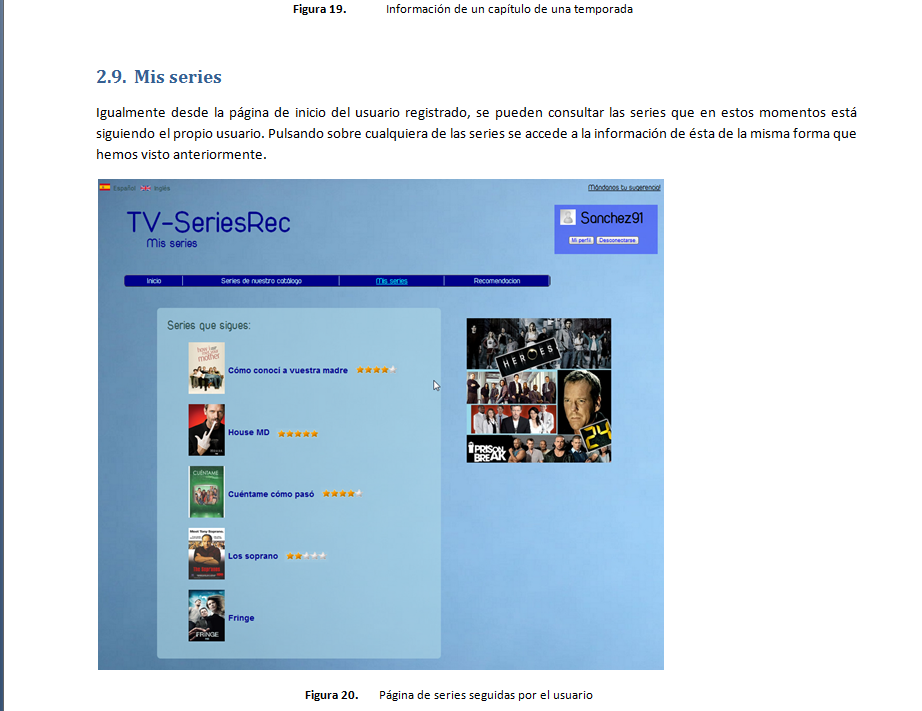 Figura 19. Información de un capítulo de una temporada
2.9. Mis series
Igualmente desde la página de inicio del usuario registrado, se pueden consultar las series que en estos momentos está
siguiendo el propio usuario. Pulsando sobre cualquiera de las series se accede a la información de ésta de la misma forma que
hemos visto anteriormente.
Español Inglés
¡Mándanos tu sugerencia!
TV-SeriesRec
Mis series
Sanchez91
Mi perfil Desconectarse
Inicio Series de nuestro catálogo Mis series Recomendacion
Series que sigues:
how i met your
mother
Cómo conocí a vuestra madre
House MD
CUÉNTAME
Cuéntame cómo pasó
Meet Tony Soprano.
Los soprano
FRINGE
Fringe
HEROES
24
PRISON
BREAK
Figura 20. Página de series seguidas por el usuario